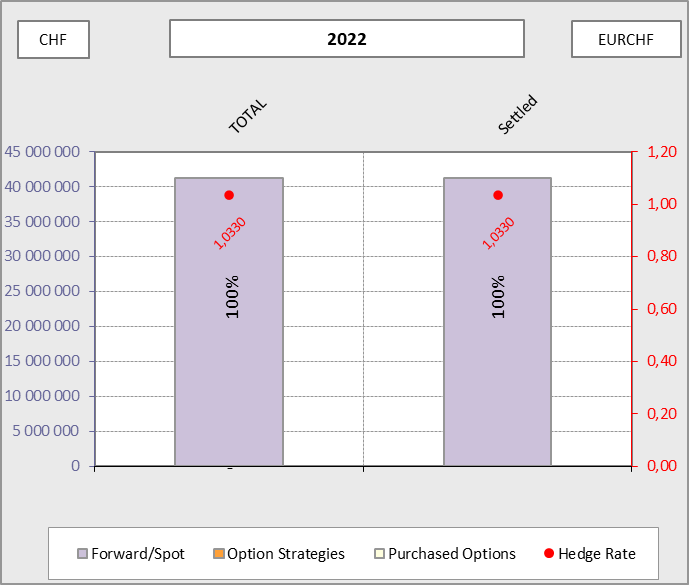 CHF
2022
EURCHF
TOTAL
Settled
45 000 000
40 000 000
35 000 000
30 000 000
25 000 000
20 000 000
15 000 000
10 000 000
5 000 000
0
1,0330
100%
-
1,0330
100%
1,20
1,00
0,80
0,60
0,40
0,20
0,00
Forward/Spot
Option Strategies
Purchased Options
Hedge Rate